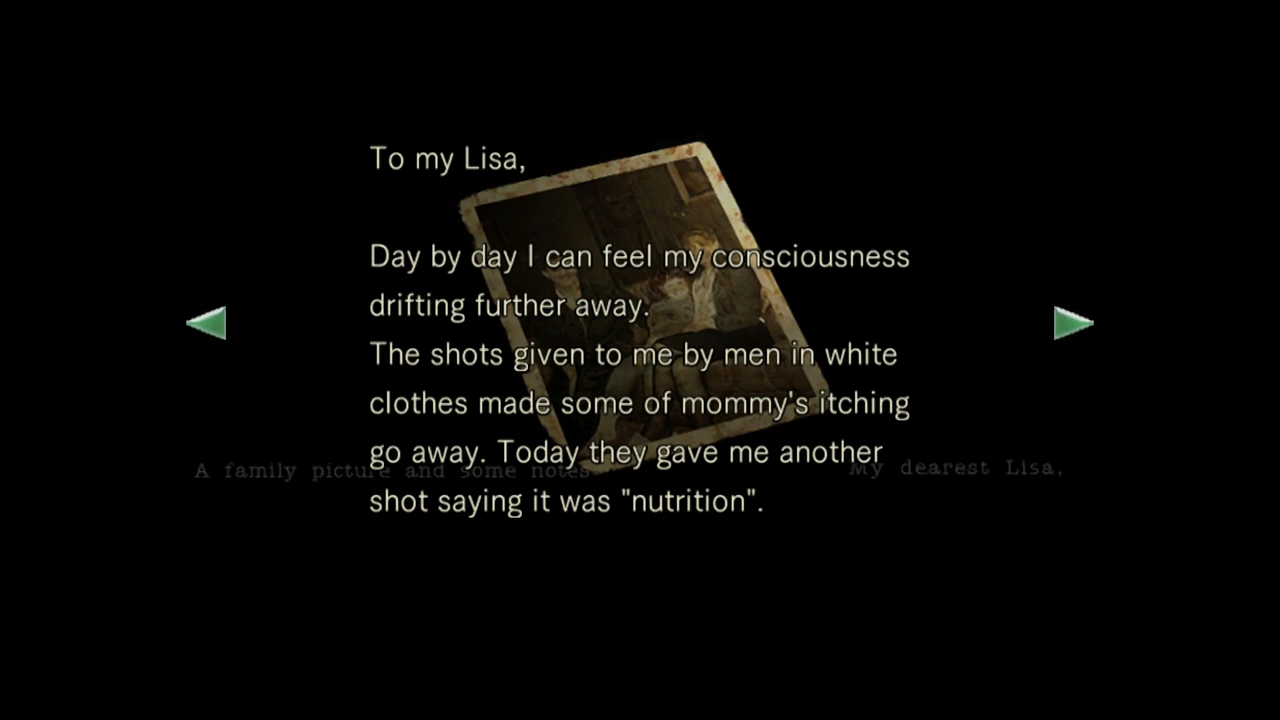 To my Lisa,
Day by day I can feel my consciousness
drifting further away.
The shots given to me by men in white
clothes made some of mommy's itching
go away. Today they gave me another
A family picture and some notes
My dearest Lisa,
shot saying it was "nutrition".